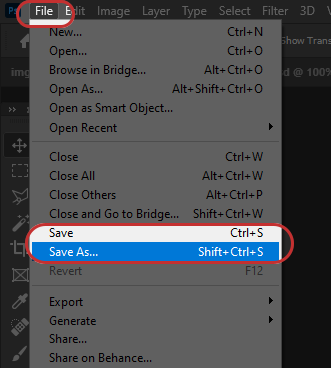 Ps File Edit Image Layer Type Select Filter 3D
Show Trans
img
d @ 100%
New... Ctrl+N
Open... Ctrl+O
Browse in Bridge... Alt+Ctrl+O
Open As... Alt+Shift+Ctrl+O
Open as Smart Object...
Open Recent
Close Ctrl+W
Close All Alt+Ctrl+W
Close Others Alt+Ctrl+P
Close and Go to Bridge... Shift+Ctrl+W
Save Ctrl+S
Save As... Shift+Ctrl+S
Revert F12
Export
Generate
Share...
Share on Behance...